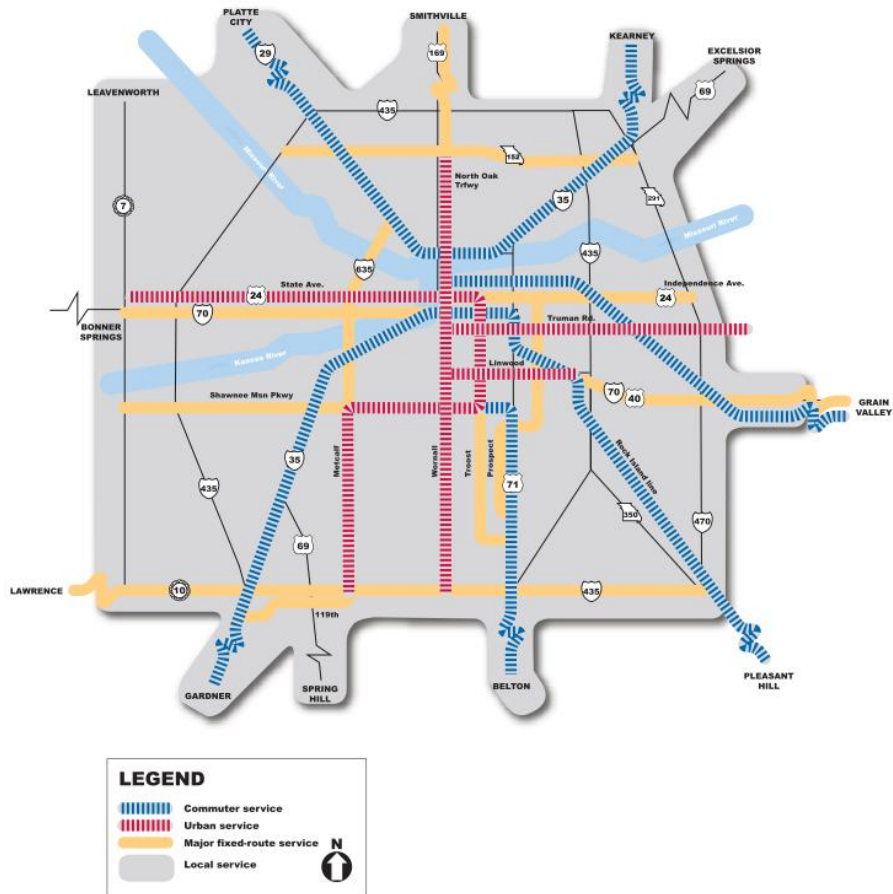 PLATTE
CITY
SMITHVILLE
KEARNEY
EXCELSIOR
SPRINGS
29
169
69
LEAVENWORTH
435
152
Missouri River
North Oak
Trfwy
35
291
7
Missouri River
635
435
State Ave.
24
Independence Ave.
24
70
Truman Rd.
BONNER
SPRINGS
Kansas River
Linwood
70
40
Shawnee Msn Pkwy
GRAIN
VALLEY
35
Metcalf
Wornall
Troost
Prospect
Rock Island line
435
71
350
470
69
LAWRENCE
10
435
119th
GARDNER
SPRING
HILL
BELTON
PLEASANT
HILL
LEGEND
Commuter service
Urban service
Major fixed-route service
Local service
N